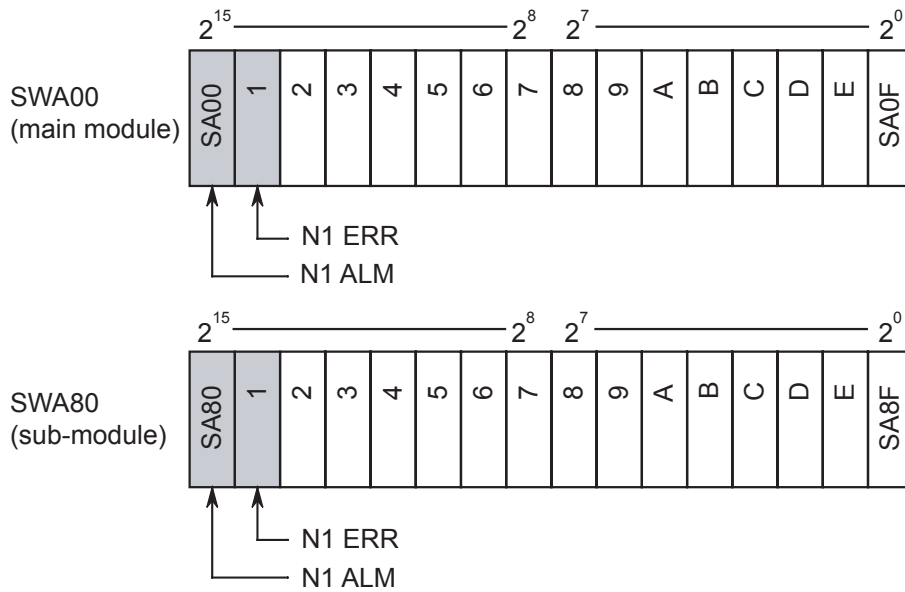 2^15 2^8 2^7 2^0
SWA00
(main module)
SA00 1 2 3 4 5 6 7 8 9 A B C D E SA0F
N1 ERR
N1 ALM
2^15 2^8 2^7 2^0
SWA80
(sub-module)
SA80 1 2 3 4 5 6 7 8 9 A B C D E SA8F
N1 ERR
N1 ALM